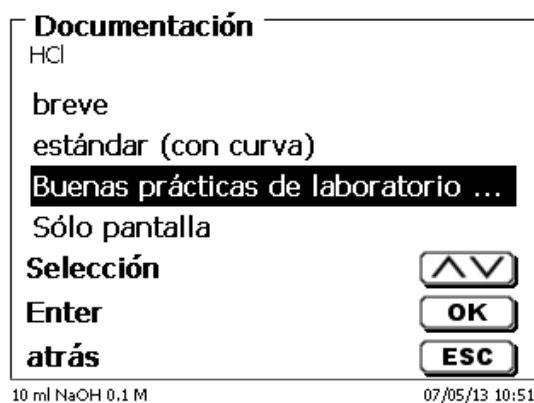 Documentación
HCl
breve
estándar (con curva)
Buenas prácticas de laboratorio ...
Sólo pantalla
Selección
Enter OK
atrás ESC
10 ml NaOH 0.1 M 07/05/13 10:51